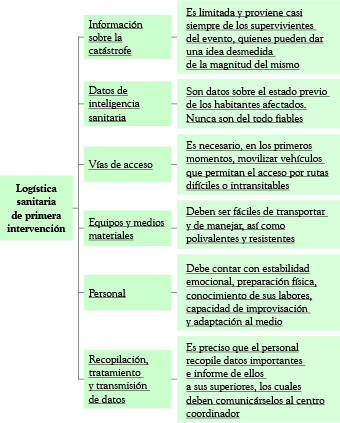 Logística
sanitaria
de primera
intervención
Información
sobre la
catástrofe
Es limitada y proviene casi
siempre de los supervivientes
del evento, quienes pueden dar
una idea desmedida
de la magnitud del mismo
Datos de
inteligencia
sanitaria
Son datos sobre el estado previo
de los habitantes afectados.
Nunca son del todo fiables
Vías de acceso
Es necesario, en los primeros
momentos, movilizar vehículos
que permitan el acceso por rutas
difíciles o intransitables
Equipos y medios
materiales
Deben ser fáciles de transportar
y de manejar, así como
polivalentes y resistentes
Personal
Debe contar con estabilidad
emocional, preparación física,
conocimiento de sus labores,
capacidad de improvisación
y adaptación al medio
Recopilación,
tratamiento
y transmisión
de datos
Es preciso que el personal
recopile datos importantes
e informe de ellos
a sus superiores, los cuales
deben comunicárselos al centro
coordinador